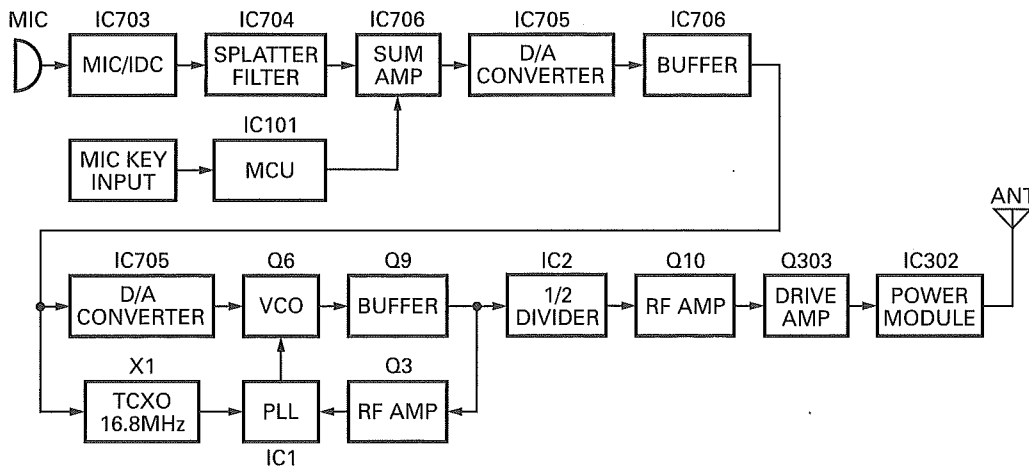 MIC
IC703
MIC/IDC
IC704
SPLATTER
FILTER
IC706
SUM
AMP
IC705
D/A
CONVERTER
IC706
BUFFER
MIC KEY
INPUT
IC101
MCU
ANT
IC705
D/A
CONVERTER
Q6
VCO
Q9
BUFFER
IC2
1/2
DIVIDER
Q10
RF AMP
Q303
DRIVE
AMP
IC302
POWER
MODULE
X1
TCXO
16.8MHz
PLL
IC1
Q3
RF AMP